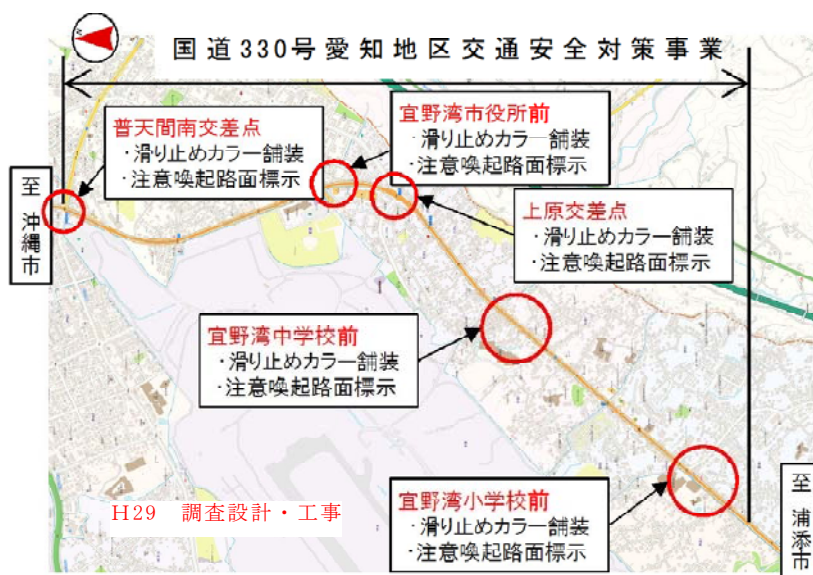 国道330号愛知地区交通安全対策事業
普天間南交差点
・滑り止めカラー舗装
・注意喚起路面標示
宜野湾市役所前
・滑り止めカラー舗装
・注意喚起路面標示
至 沖縄市
上原交差点
・滑り止めカラー舗装
・注意喚起路面標示
宜野湾中学校前
・滑り止めカラー舗装
・注意喚起路面標示
宜野湾小学校前
・滑り止めカラー舗装
・注意喚起路面標示
至 浦添市
H29 調査設計・工事